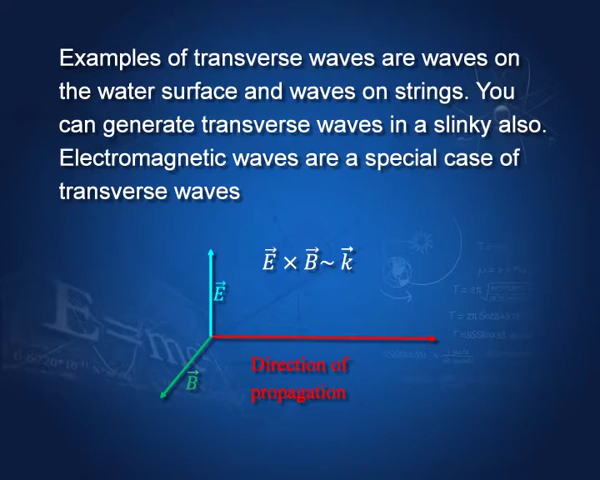 Examples of transverse waves are waves on
the water surface and waves on strings. You
can generate transverse waves in a slinky also.
Electromagnetic waves are a special case of
transverse waves
E⃗ × B⃗ ~ k⃗
E⃗
B⃗
Direction of
propagation
E=mc